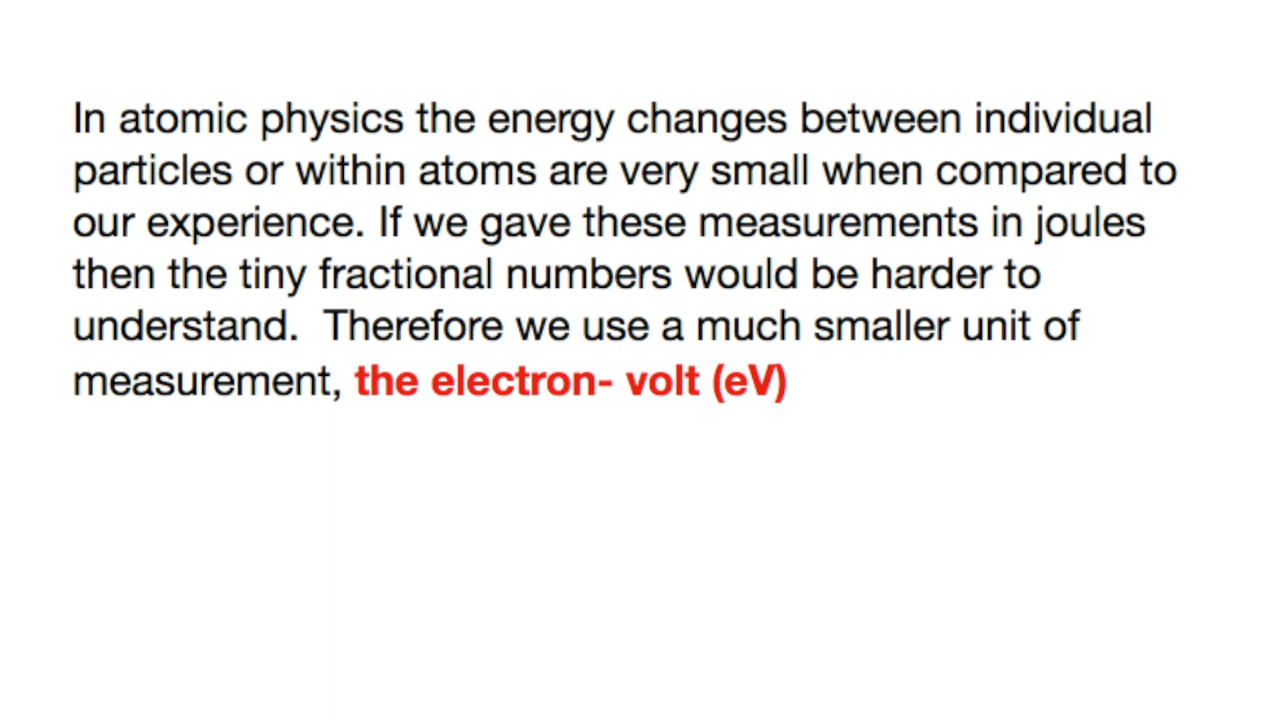 In atomic physics the energy changes between individual
particles or within atoms are very small when compared to
our experience. If we gave these measurements in joules
then the tiny fractional numbers would be harder to
understand.  Therefore we use a much smaller unit of
measurement, the electron- volt (eV)